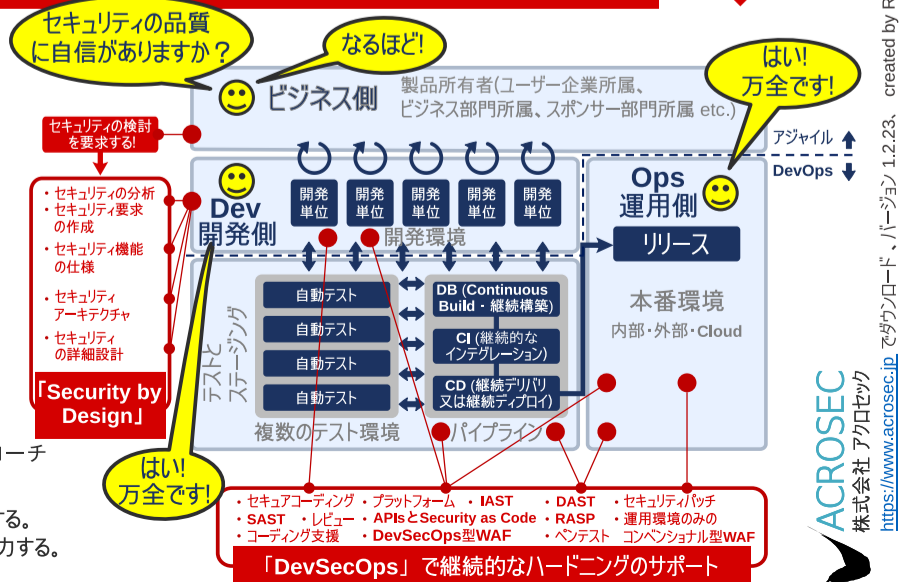 セキュリティの品質
に自信がありますか？
なるほど!
はい!
万全です!
ビジネス側
製品所有者(ユーザー企業所属、
ビジネス部門所属、スポンサー部門所属 etc.)
アジャイル
DevOps
セキュリティの検討
を要求する!
・セキュリティの分析
・セキュリティ要求
の作成
・セキュリティ機能
の仕様
・セキュリティ
アーキテクチャ
・セキュリティ
の詳細設計
「Security by
Design」
Dev
開発側
開発
単位
開発
単位
開発
単位
開発
単位
開発
単位
開発環境
Ops
運用側
リリース
本番環境
内部・外部・Cloud
テストと
ステージング
自動テスト
自動テスト
自動テスト
自動テスト
複数のテスト環境
DB (Continuous
Build・継続構築)
CI (継続的な
インテグレーション)
CD (継続デリバリ
又は継続ディプロイ)
パイプライン
はい!
万全です!
ーチ
する。
力する。
・セキュアコーディング
・SAST ・レビュー
・コーディング支援
・プラットフォーム ・IAST
・APIsとSecurity as Code
・DevSecOps型WAF
・DAST
・RASP
・ペンテスト
・セキュリティパッチ
・運用環境のみの
コンベンショナル型WAF
「DevSecOps」で継続的なハードニングのサポート
ACROSEC
株式会社 アクロセック
https://www.acrosec.jp でダウンロード、バージョン 1.2.23、 created by R